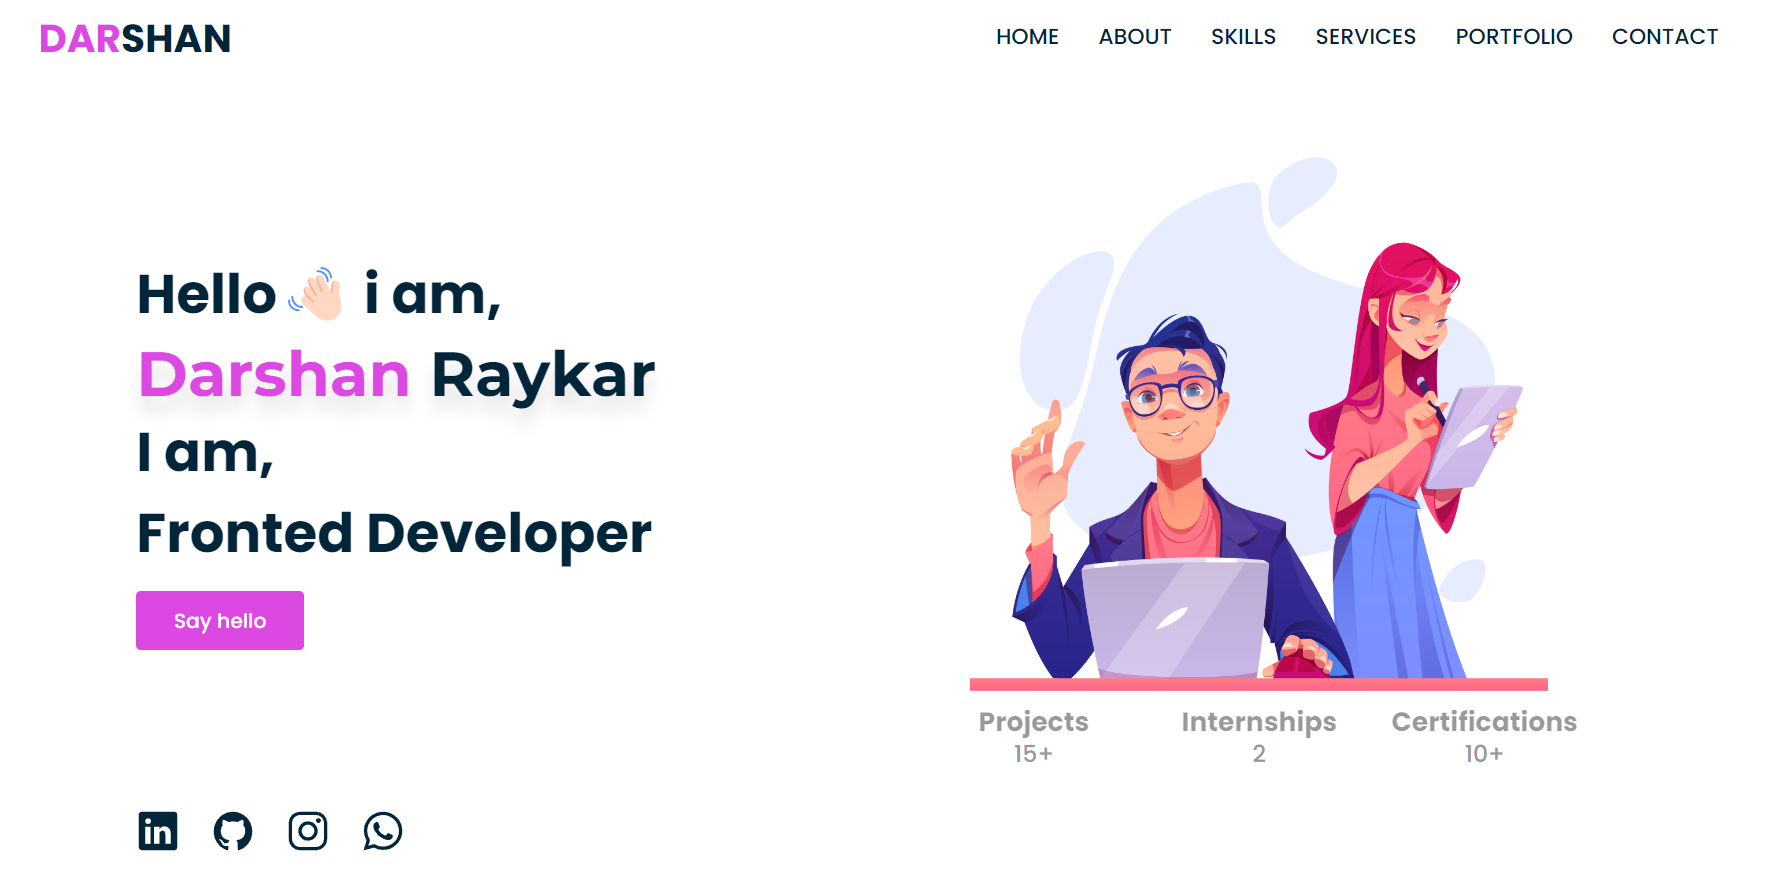 DARSHAN
HOME ABOUT SKILLS SERVICES PORTFOLIO CONTACT
Hello 👋🏻 i am,
Darshan Raykar
I am,
Fronted Developer
Say hello
Projects Internships Certifications
15+ 2 10+
in